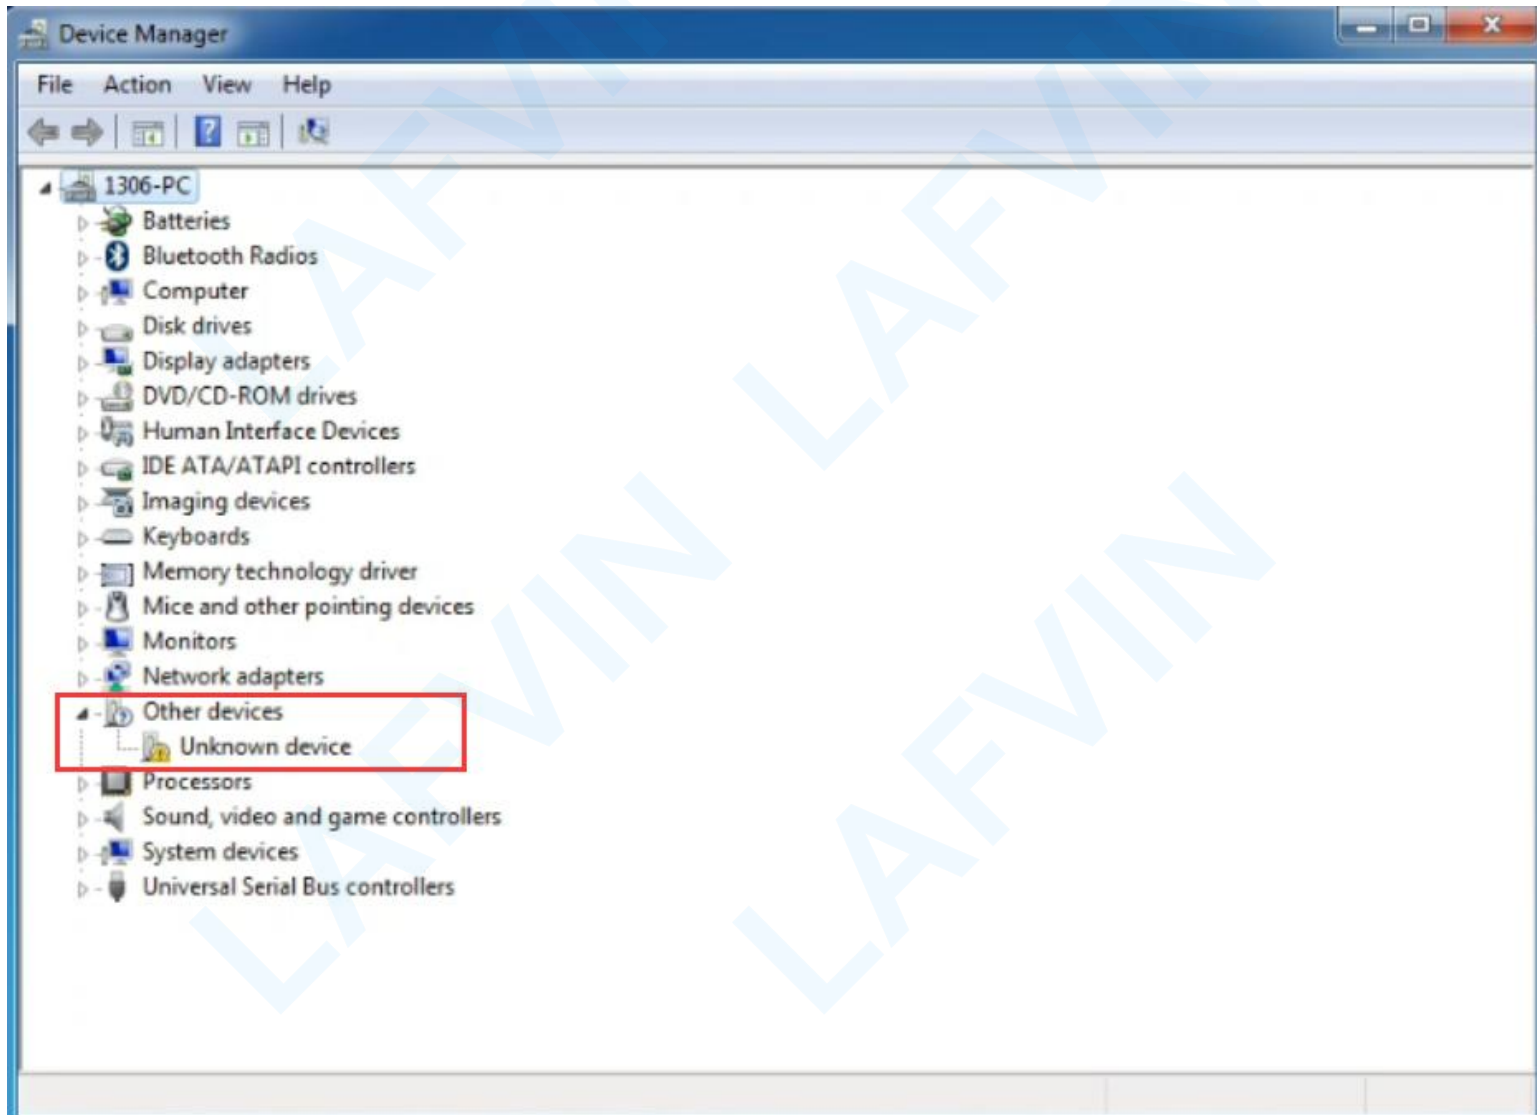 Device Manager
File Action View Help
1306-PC
Batteries
Bluetooth Radios
Computer
Disk drives
Display adapters
DVD/CD-ROM drives
Human Interface Devices
IDE ATA/ATAPI controllers
Imaging devices
Keyboards
Memory technology driver
Mice and other pointing devices
Monitors
Network adapters
Other devices
Unknown device
Processors
Sound, video and game controllers
System devices
Universal Serial Bus controllers
LAFVIN
LAFVIN
LAFVIN
LAFVIN